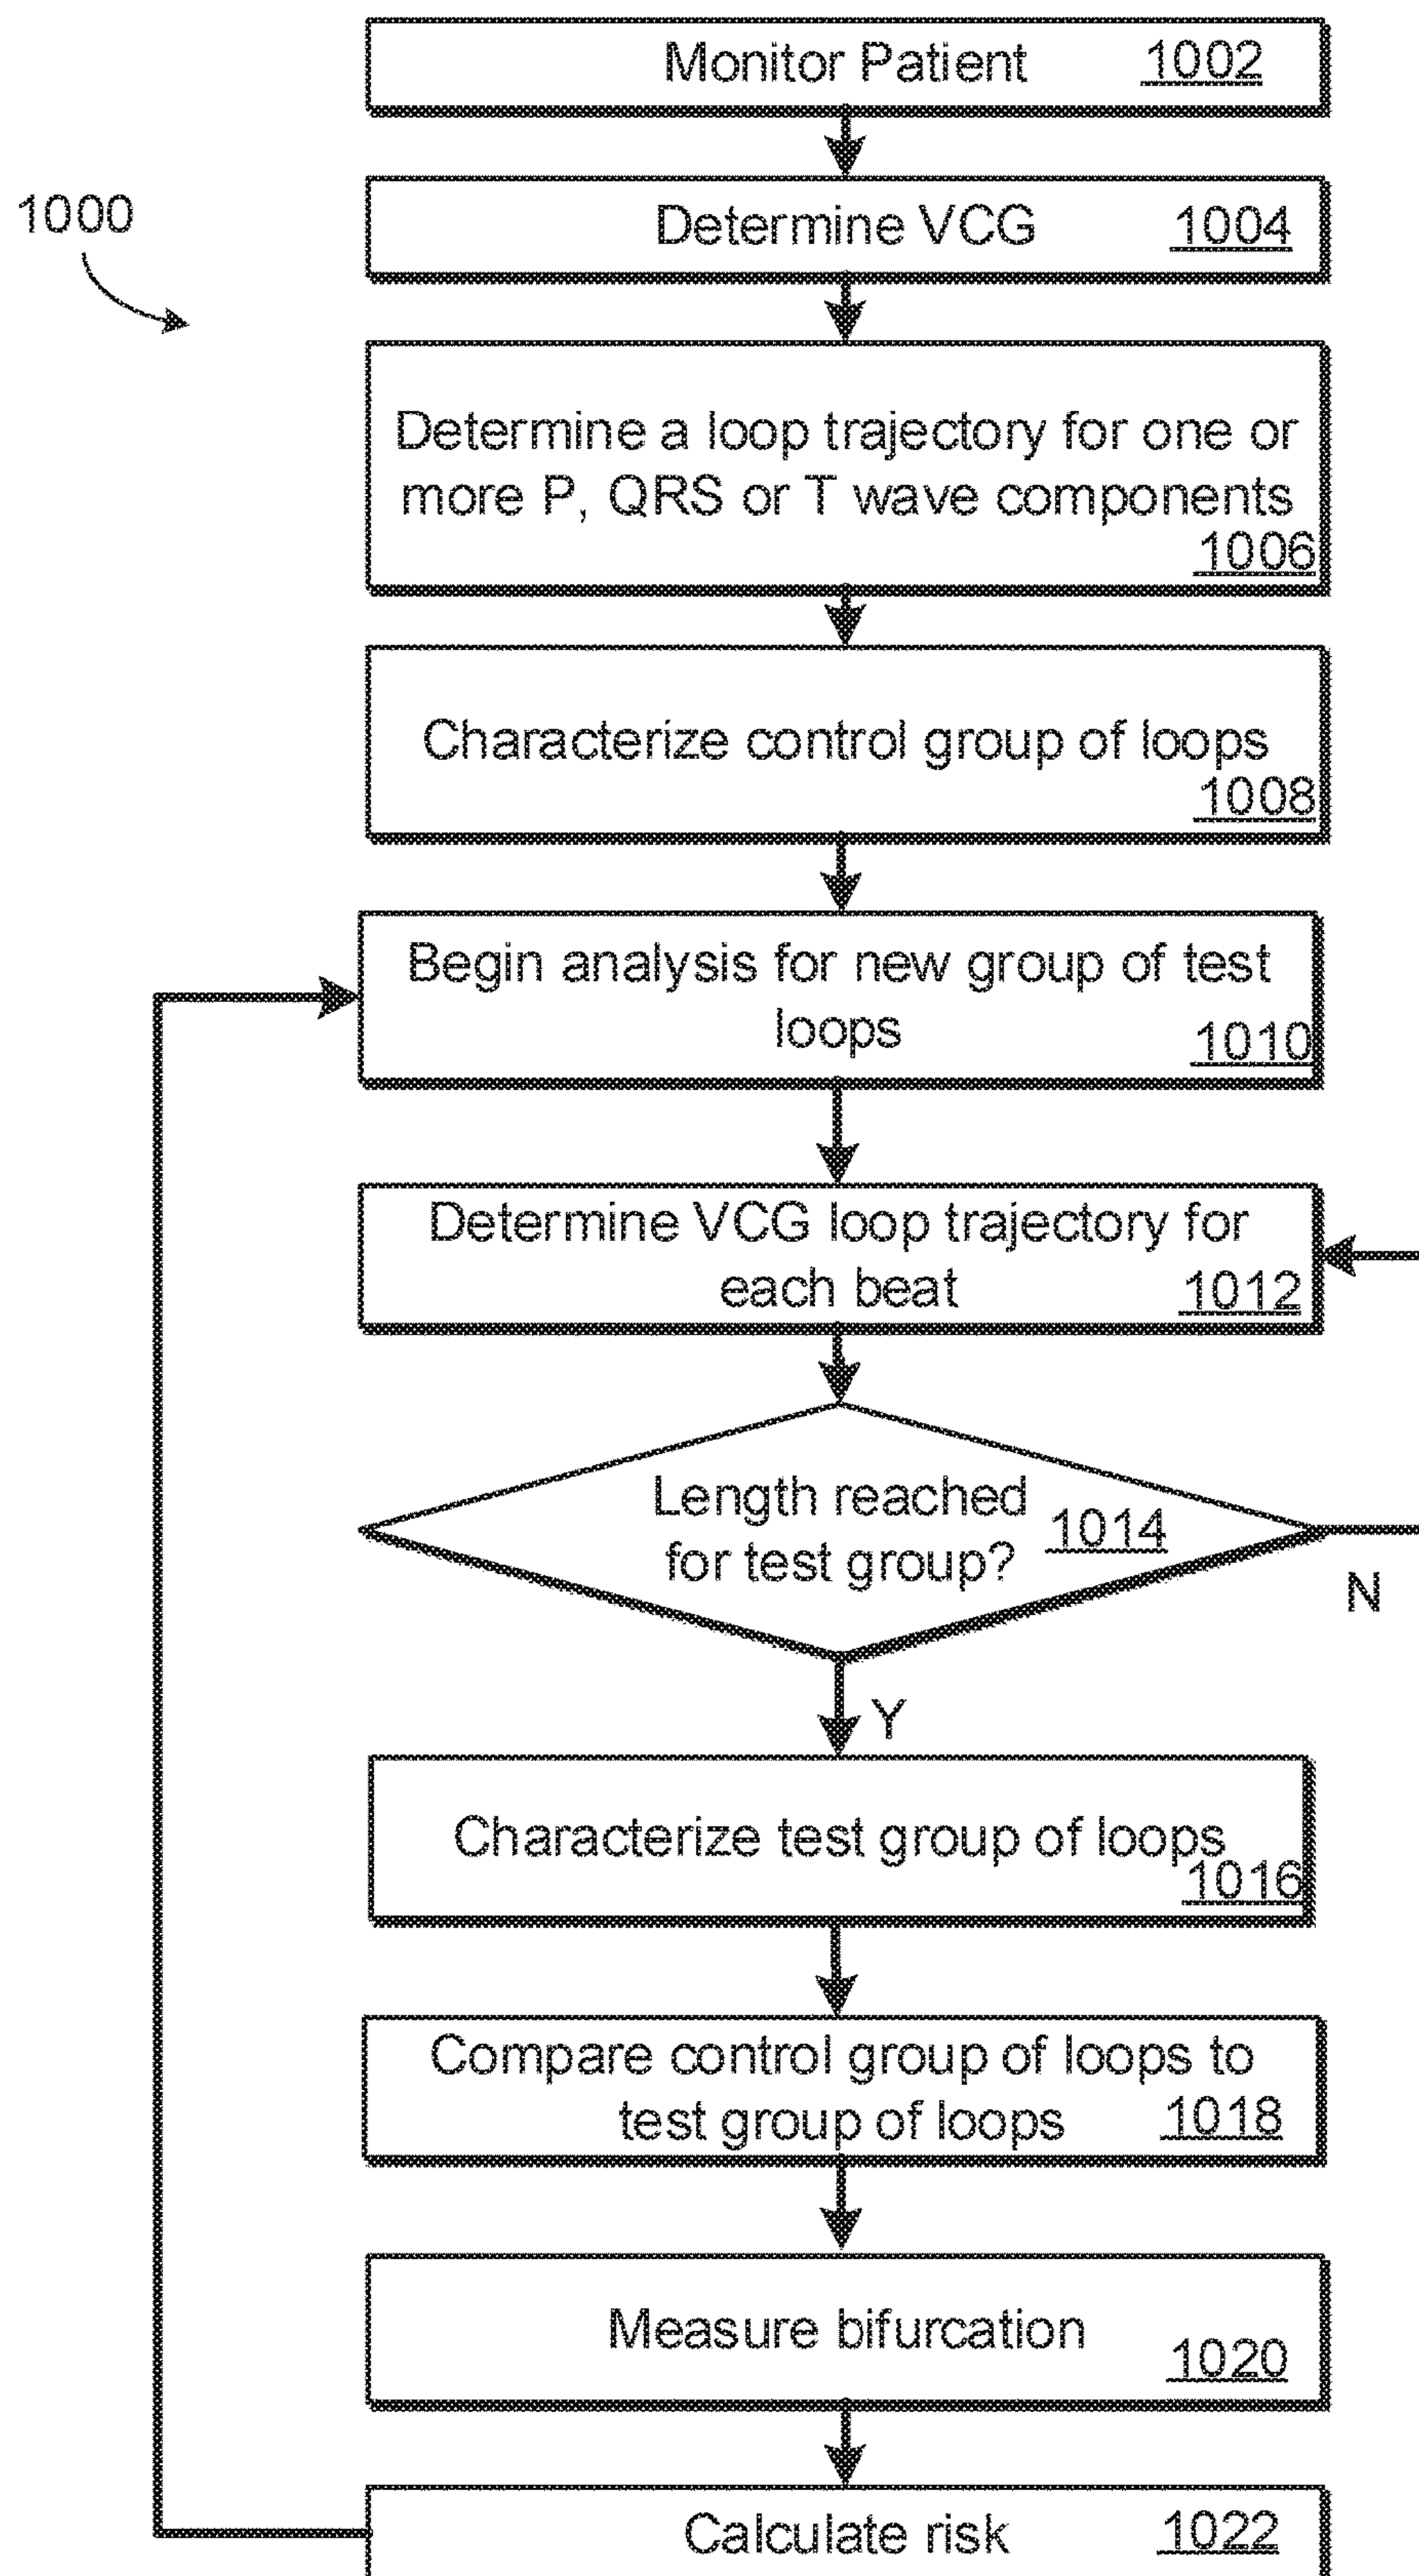 Monitor Patient 1002
1000
Determine VCG 1004
Determine a loop trajectory for one or
more P, QRS or T wave components
1006
Characterize control group of loops
1008
Begin analysis for new group of test
loops 1010
Determine VCG loop trajectory for
each beat 1012
Length reached
for test group? 1014
N
Y
Characterize test group of loops
1016
Compare control group of loops to
test group of loops 1018
Measure bifurcation
1020
Calculate risk 1022